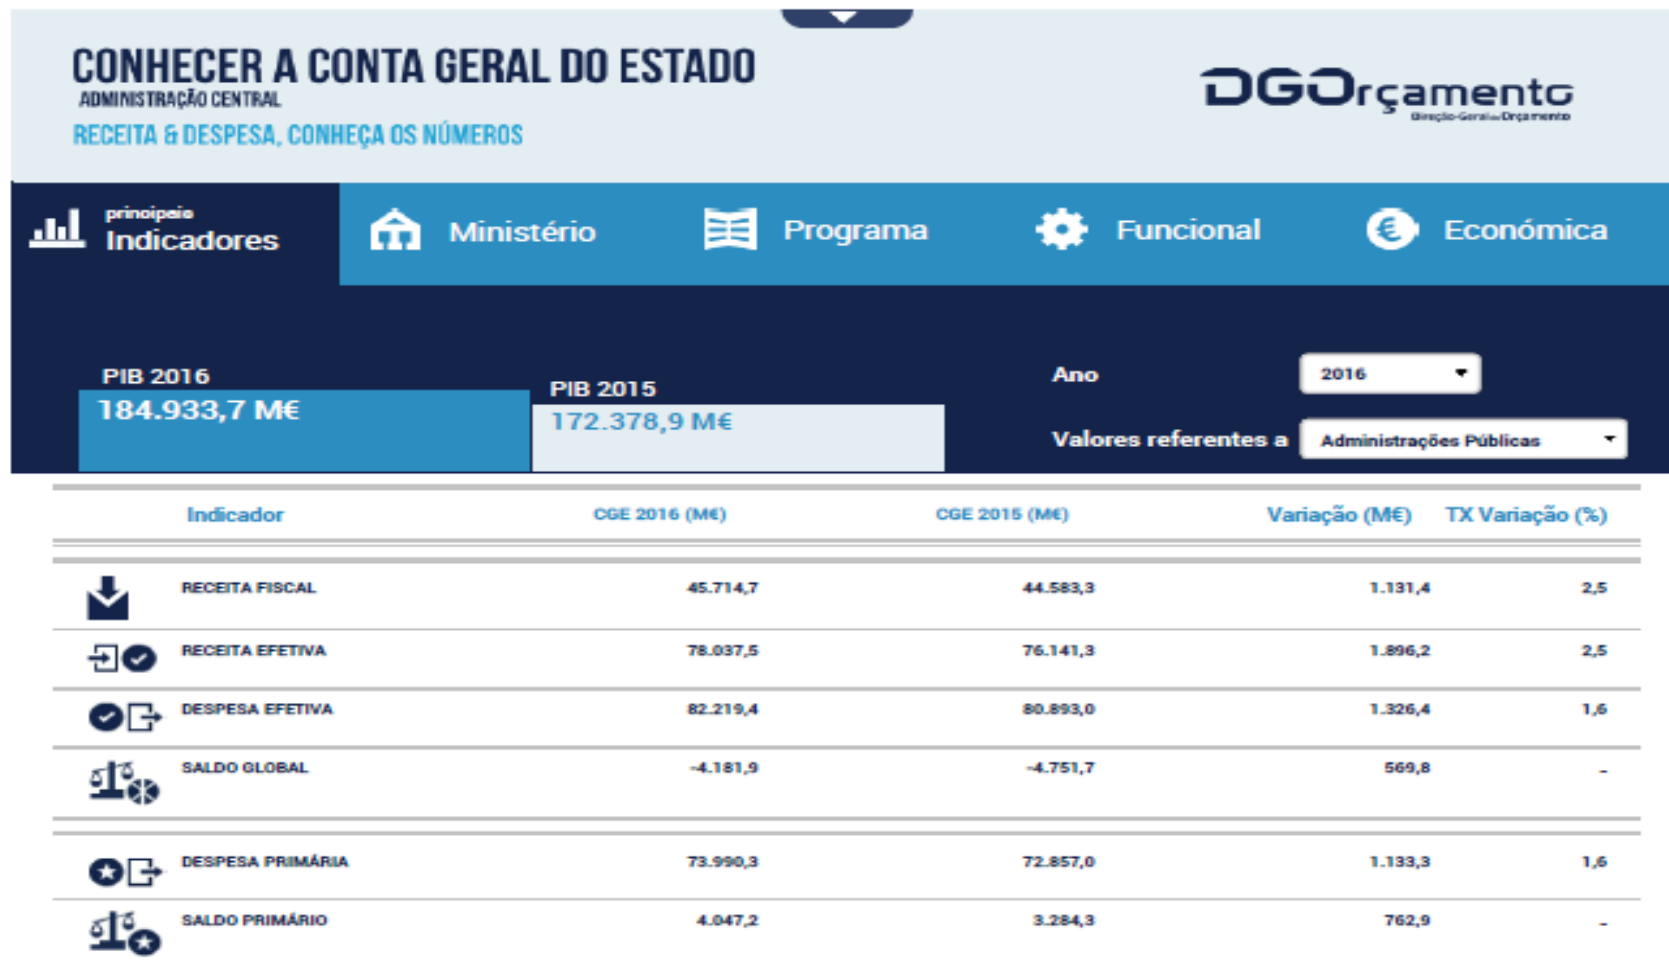 CONHECER A CONTA GERAL DO ESTADO
ADMINISTRAÇÃO CENTRAL
RECEITA & DESPESA, CONHEÇA OS NÚMEROS
DGOrçamento
Direção-Geral do Orçamento
principais
Indicadores
Ministério
Programa
Funcional
Económica
PIB 2016
184.933,7 M€
PIB 2015
172.378,9 M€
Ano 2016
Valores referentes a Administrações Públicas
Indicador CGE 2016 (M€) CGE 2015 (M€) Variação (M€) TX Variação (%)
RECEITA FISCAL 45.714,7 44.583,3 1.131,4 2,5
RECEITA EFETIVA 78.037,5 76.141,3 1.896,2 2,5
DESPESA EFETIVA 82.219,4 80.893,0 1.326,4 1,6
SALDO GLOBAL -4.181,9 -4.751,7 569,8 -
DESPESA PRIMÁRIA 73.990,3 72.857,0 1.133,3 1,6
SALDO PRIMÁRIO 4.047,2 3.284,3 762,9 -